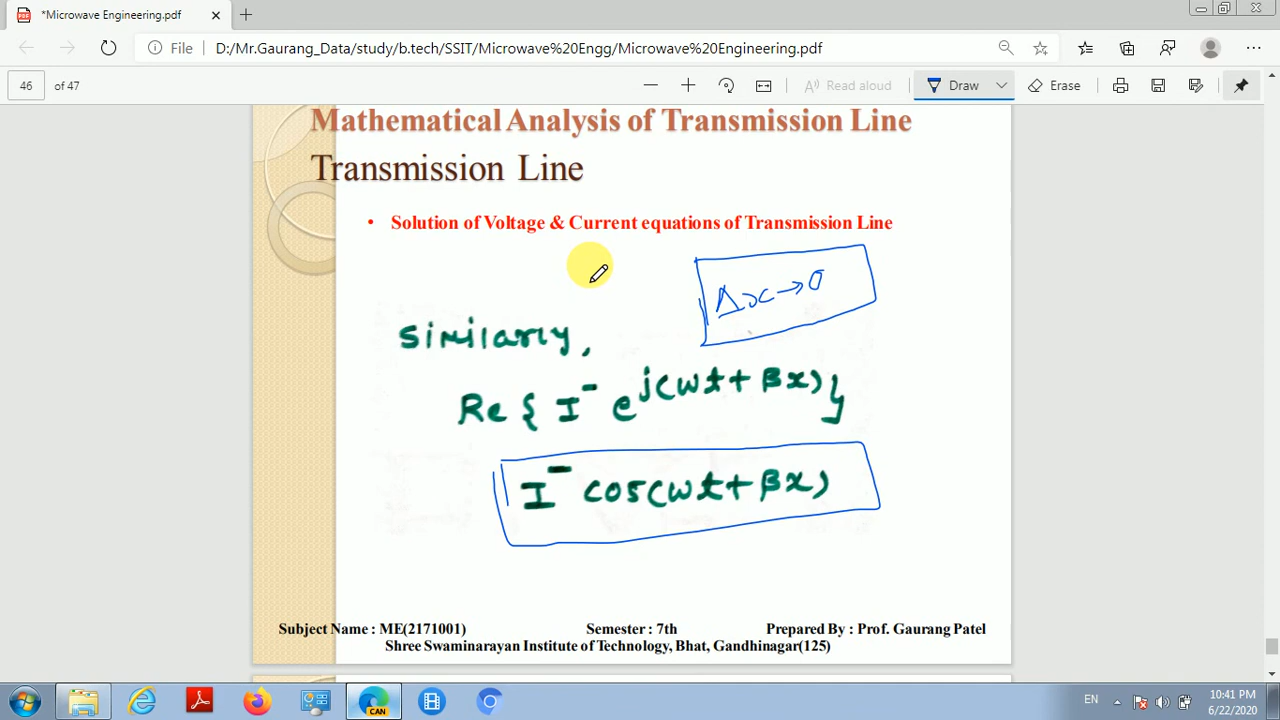 *Microwave Engineering.pdf
File D:/Mr.Gaurang_Data/study/b.tech/SSIT/Microwave%20Engg/Microwave%20Engineering.pdf
46 of 47 Read aloud Draw Erase
Mathematical Analysis of Transmission Line
Transmission Line
• Solution of Voltage & Current equations of Transmission Line
Δx→0
Similarly,
Re{I⁻ e^j(ωt+βx)}
I⁻ cos(ωt+βx)
Subject Name : ME(2171001) Semester : 7th Prepared By : Prof. Gaurang Patel
Shree Swaminarayan Institute of Technology, Bhat, Gandhinagar(125)
CAN EN 10:41 PM
6/22/2020